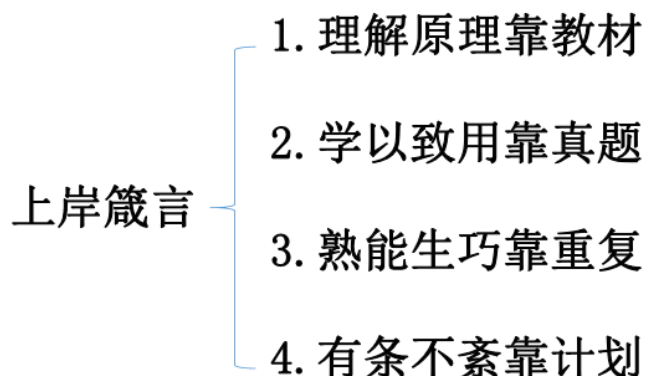 上岸箴言
1. 理解原理靠教材
2. 学以致用靠真题
3. 熟能生巧靠重复
4. 有条不紊靠计划